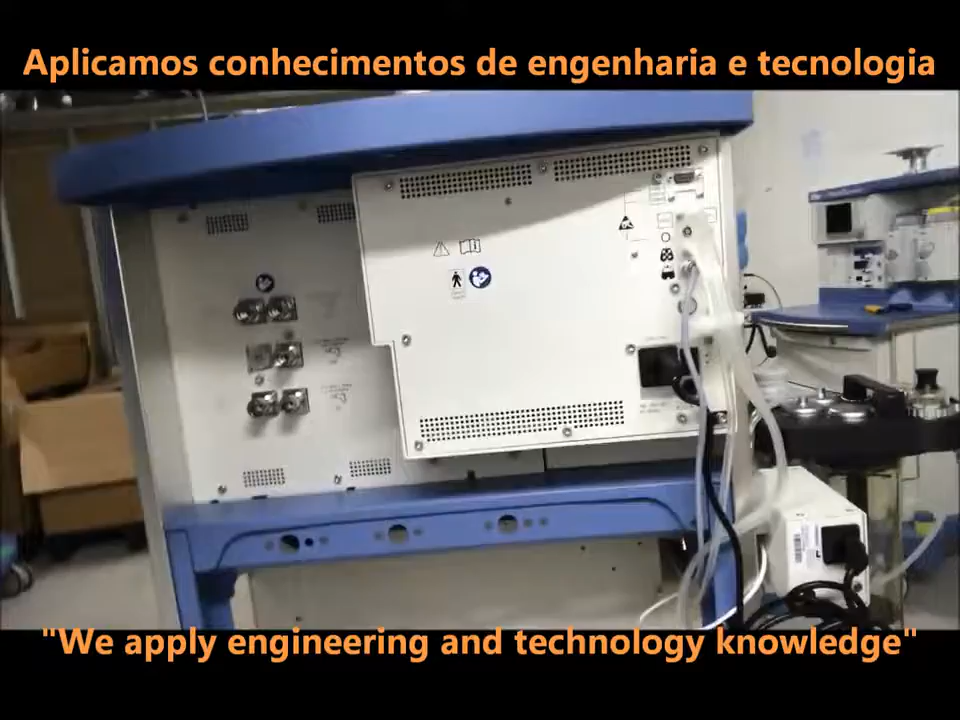 Aplicamos conhecimentos de engenharia e tecnologia
"We apply engineering and technology knowledge"